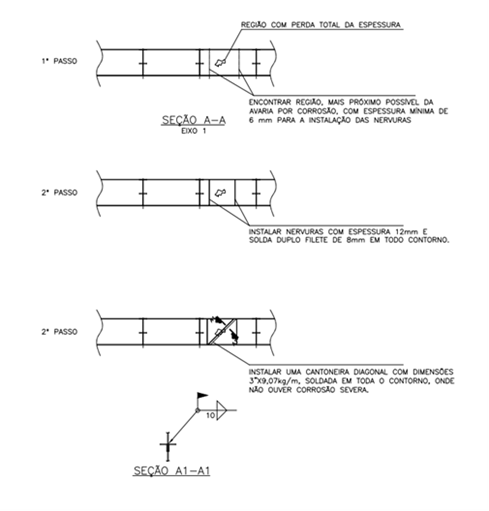 REGIÃO COM PERDA TOTAL DA ESPESSURA
1° PASSO
ENCONTRAR REGIÃO, MAIS PRÓXIMO POSSÍVEL DA
AVARIA POR CORROSÃO, COM ESPESSURA MÍNIMA DE
6 mm PARA A INSTALAÇÃO DAS NERVURAS
SEÇÃO A-A
EIXO 1
2° PASSO
INSTALAR NERVURAS COM ESPESSURA 12mm E
SOLDA DUPLO FILETE DE 8mm EM TODO CONTORNO.
2° PASSO
INSTALAR UMA CANTONEIRA DIAGONAL COM DIMENSÕES
3"X9,07kg/m, SOLDADA EM TODA O CONTORNO, ONDE
NÃO OUVER CORROSÃO SEVERA.
10
SEÇÃO A1-A1